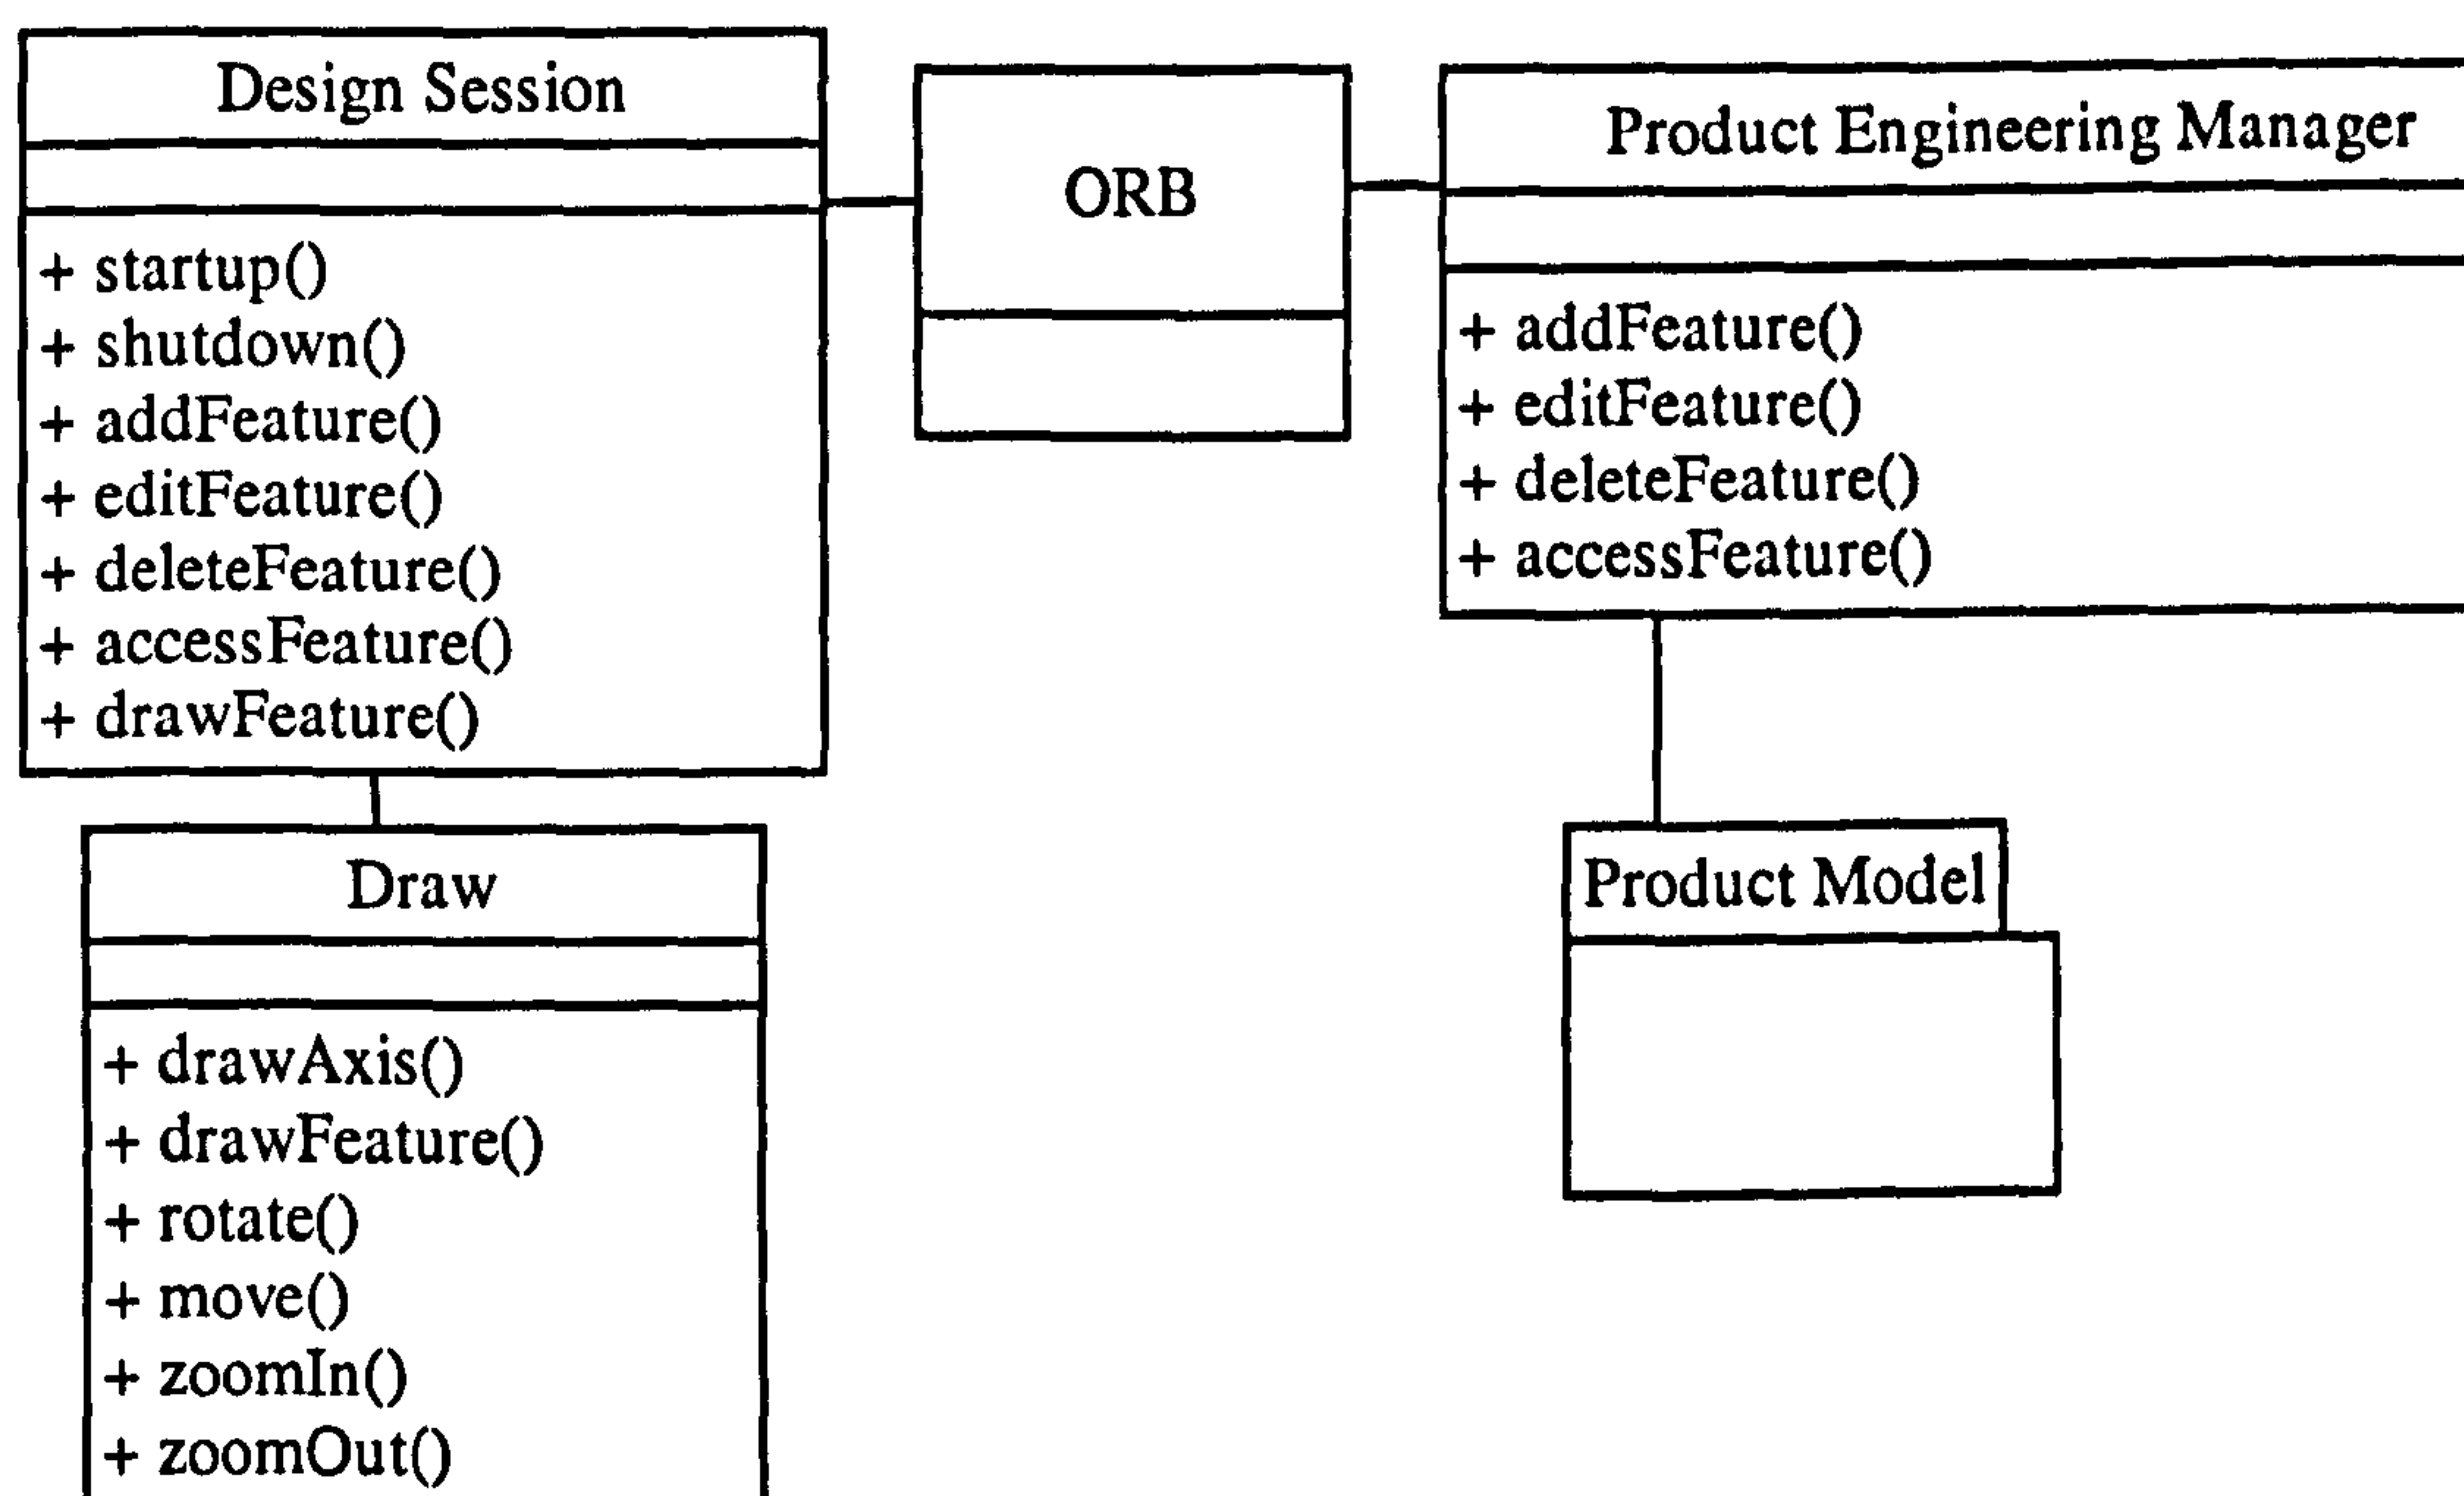 Design Session
+ startup()
+ shutdown()
+ addFeature()
+ editFeature()
+ deleteFeature()
+ accessFeature()
+ drawFeature()
ORB
Product Engineering Manager
+ addFeature()
+ editFeature()
+ deleteFeature()
+ accessFeature()
Draw
+ drawAxis()
+ drawFeature()
+ rotate()
+ move()
+ zoomIn()
+ zoomOut()
Product Model